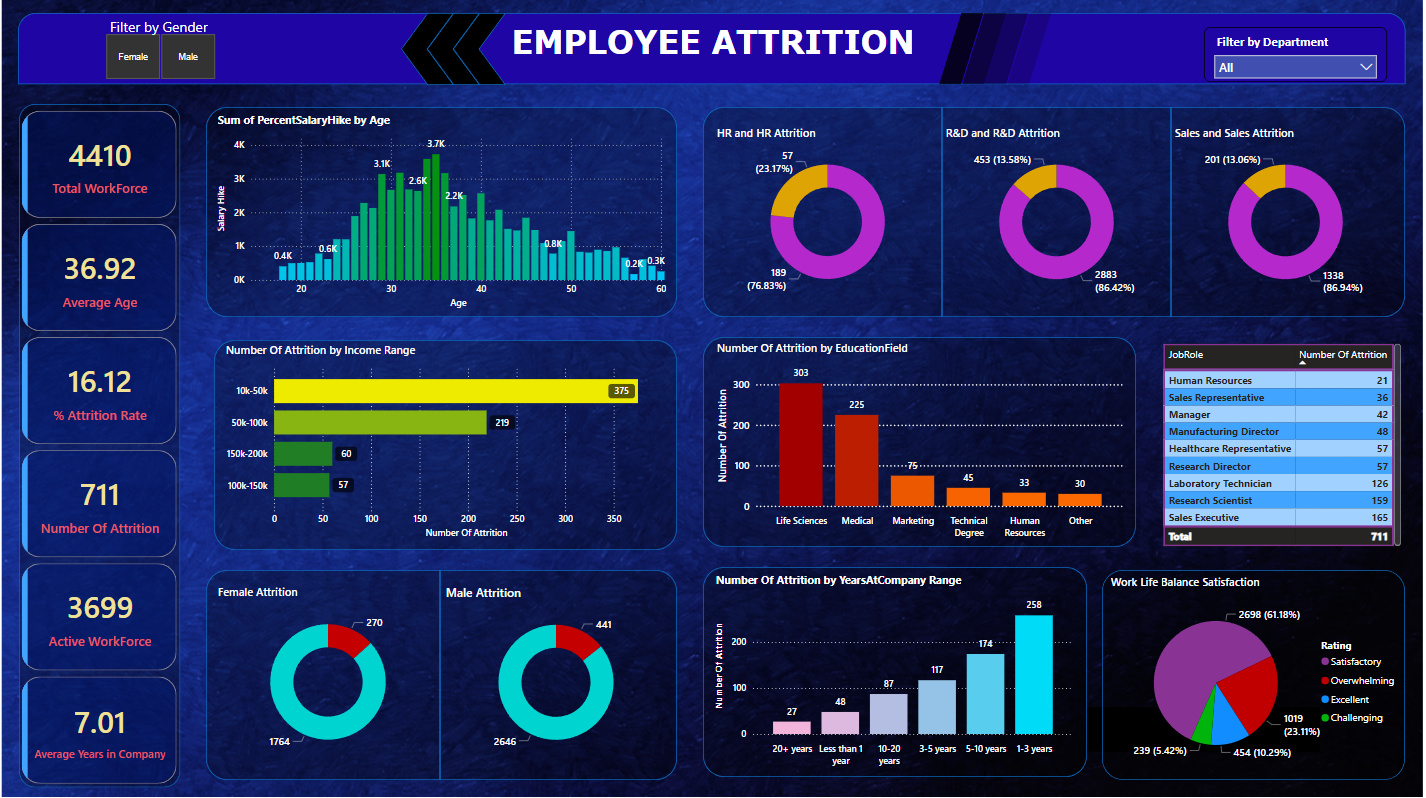 Filter by Gender
Female
Male
EMPLOYEE ATTRITION
Filter by Department
All
4410
Total WorkForce
36.92
Average Age
16.12
% Attrition Rate
711
Number Of Attrition
3699
Active WorkForce
7.01
Average Years in Company
Sum of PercentSalaryHike by Age
4K
3K
2K
1K
0K
Salary Hike
0.4K
0.6K
3.1K
2.6K
3.7K
2.2K
0.8K
0.2K
0.3K
20
30
40
50
60
Age
HR and HR Attrition
57
(23.17%)
189
(76.83%)
R&D and R&D Attrition
453 (13.58%)
2883
(86.42%)
Sales and Sales Attrition
201 (13.06%)
1338
(86.94%)
Number Of Attrition by Income Range
10k-50k
375
50k-100k
219
150k-200k
60
100k-150k
57
0
50
100
150
200
250
300
350
Number Of Attrition
Number Of Attrition by EducationField
Number Of Attrition
300
200
100
0
303
225
75
45
33
30
Life Sciences
Medical
Marketing
Technical
Degree
Human
Resources
Other
JobRole Number Of Attrition
Human Resources 21
Sales Representative 36
Manager 42
Manufacturing Director 48
Healthcare Representative 57
Research Director 57
Laboratory Technician 126
Research Scientist 159
Sales Executive 165
Total 711
Female Attrition
270
1764
Male Attrition
441
2646
Number Of Attrition by YearsAtCompany Range
Number Of Attrition
200
100
0
27
48
87
117
174
258
20+ years
Less than 1
year
10-20
years
3-5 years
5-10 years
1-3 years
Work Life Balance Satisfaction
2698 (61.18%)
1019
(23.11%)
454 (10.29%)
239 (5.42%)
Rating
Satisfactory
Overwhelming
Excellent
Challenging